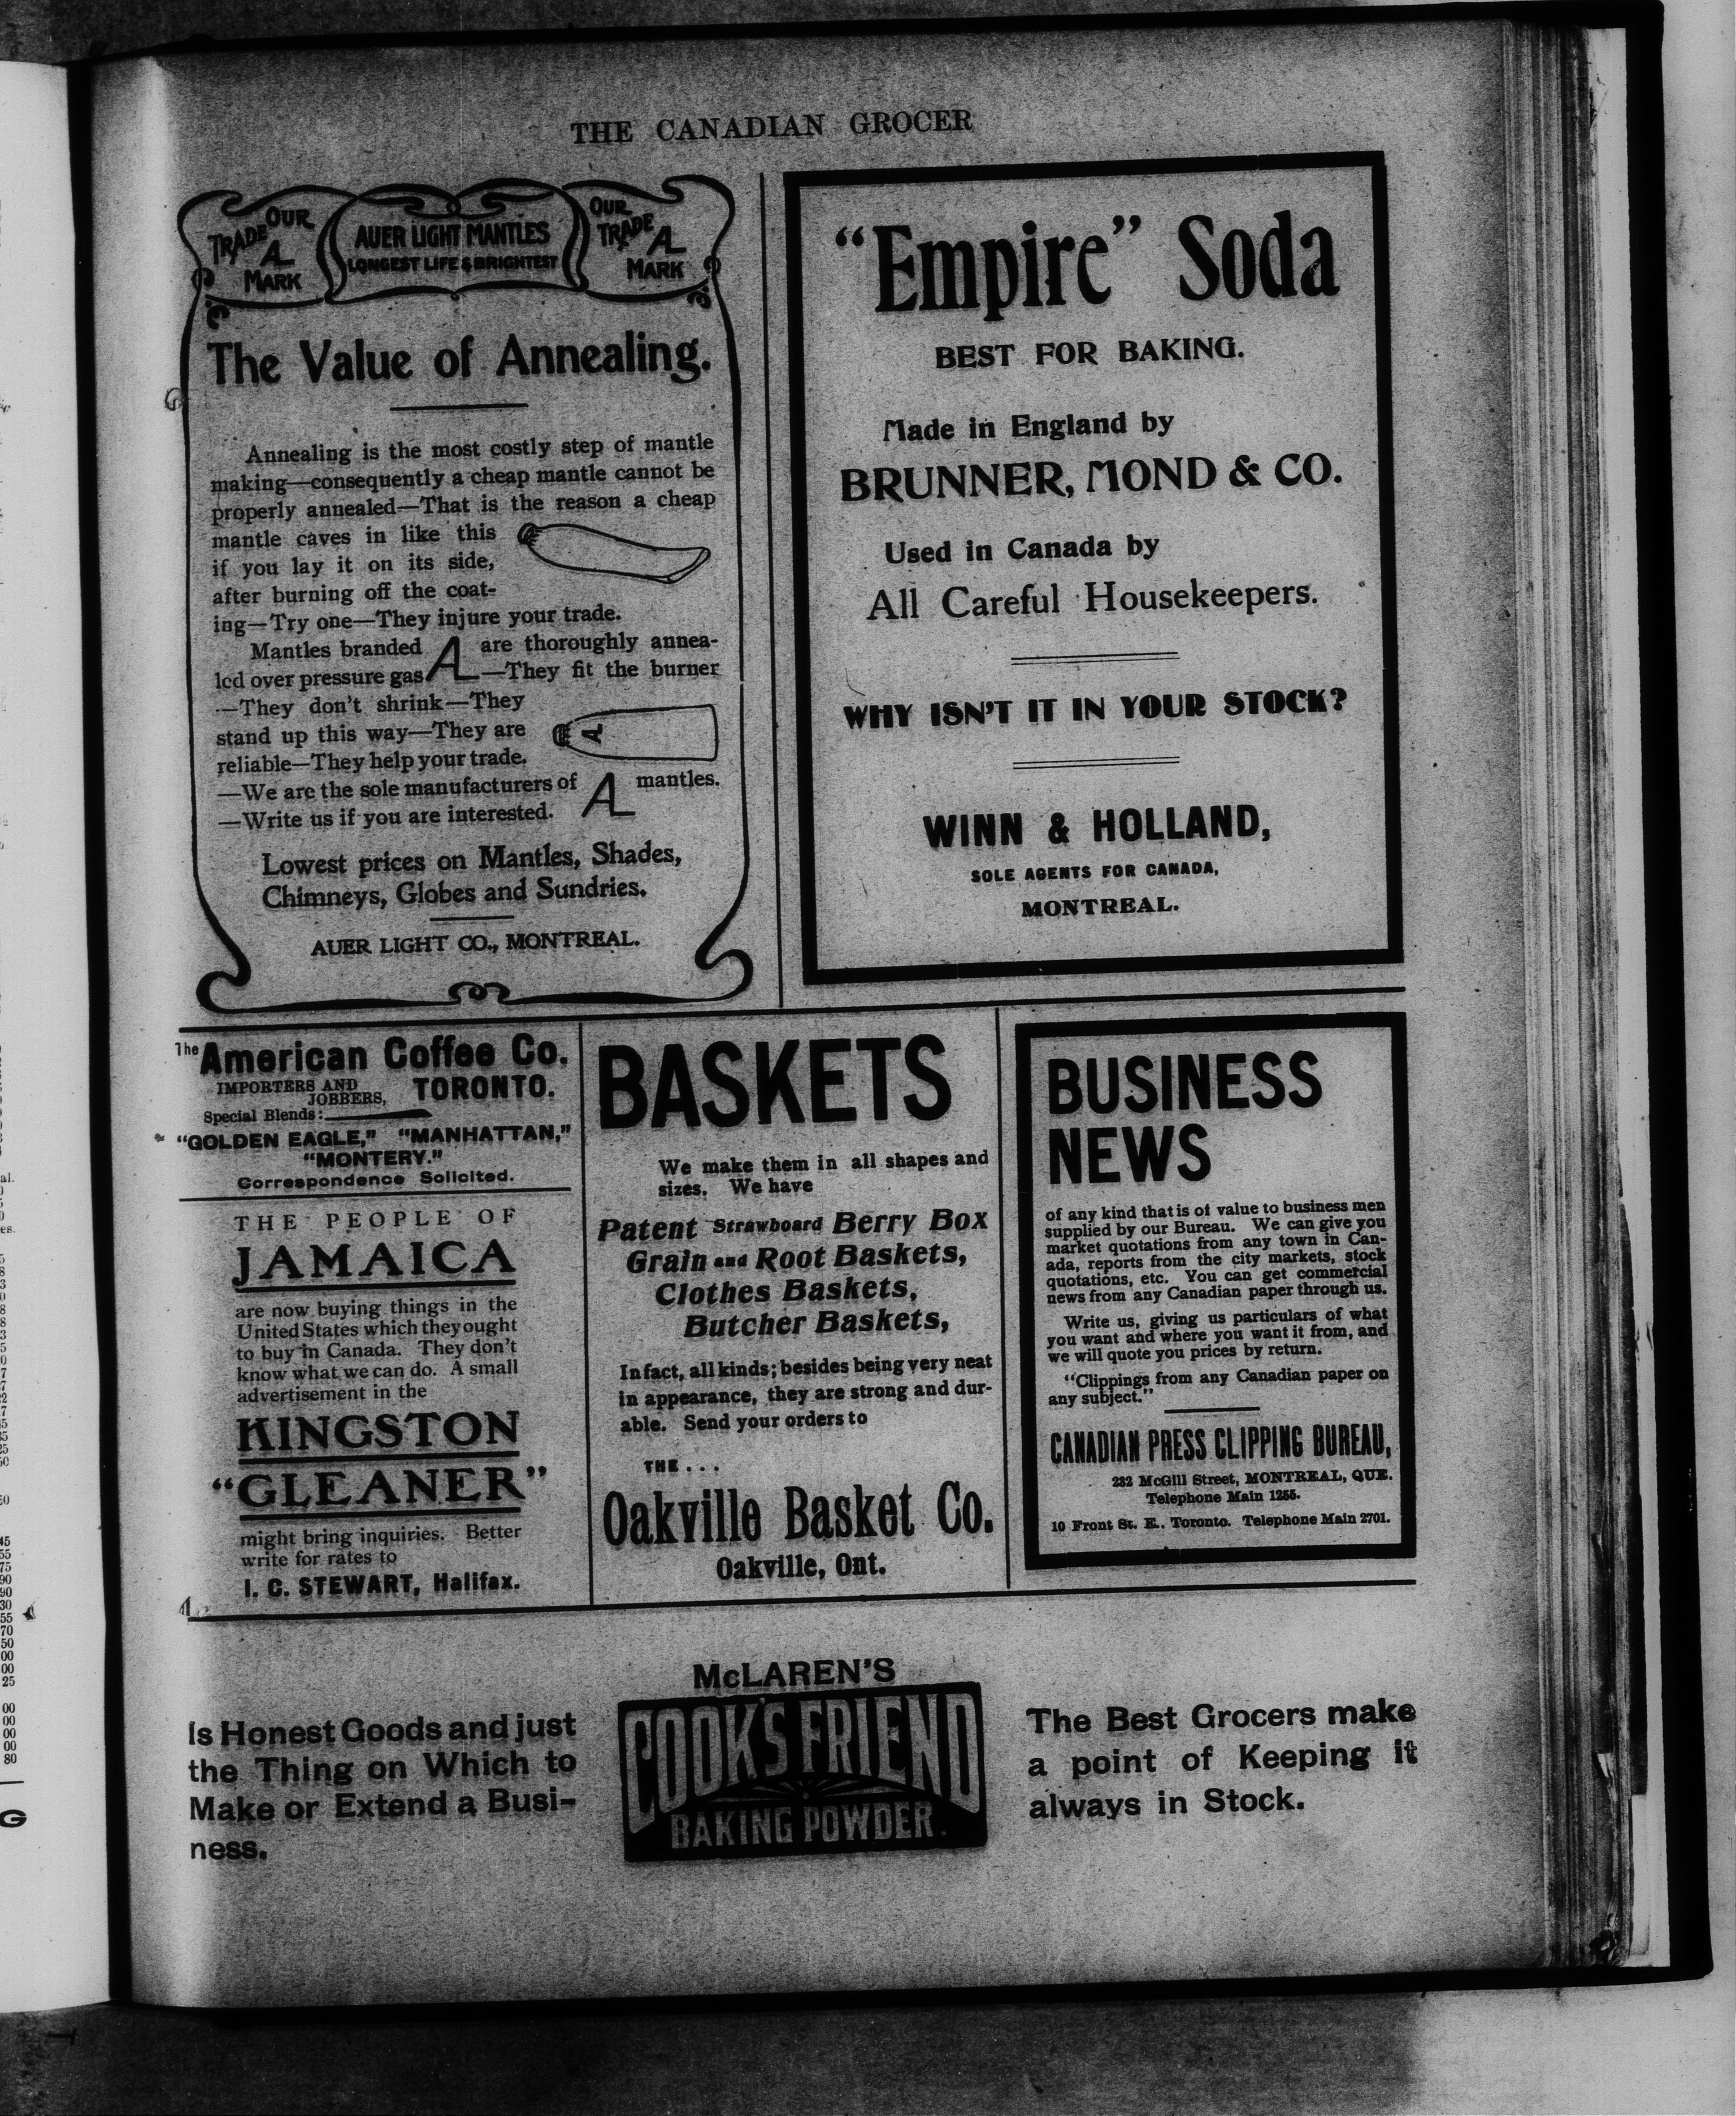 THE CANADIAN GROCER
OUR
TRADE
AL
MARK
AUER LIGHT MANTLES
LONGEST LIFE & BRIGHTEST
OUR
TRADE
AL
MARK
The Value of Annealing.
Annealing is the most costly step of mantle
making—consequently a cheap mantle cannot be
properly annealed—That is the reason a cheap
mantle caves in like this
if you lay it on its side,
after burning off the coat-
ing—Try one—They injure your trade.
Mantles branded AL are thoroughly annea-
led over pressure gas—They fit the burner
—They don't shrink—They
stand up this way—They are
reliable—They help your trade.
—We are the sole manufacturers of AL mantles.
—Write us if you are interested.
Lowest prices on Mantles, Shades,
Chimneys, Globes and Sundries.
AUER LIGHT CO., MONTREAL.
"Empire" Soda
BEST FOR BAKING.
Made in England by
BRUNNER, MOND & CO.
Used in Canada by
All Careful Housekeepers.
WHY ISN'T IT IN YOUR STOCK?
WINN & HOLLAND,
SOLE AGENTS FOR CANADA,
MONTREAL.
The American Coffee Co.
IMPORTERS AND
JOBBERS, TORONTO.
Special Blends:
"GOLDEN EAGLE," "MANHATTAN,"
"MONTERY."
Correspondence Solicited.
THE PEOPLE OF
JAMAICA
are now buying things in the
United States which they ought
to buy in Canada. They don't
know what we can do. A small
advertisement in the
KINGSTON
"GLEANER"
might bring inquiries. Better
write for rates to
I. C. STEWART, Halifax.
BASKETS
We make them in all shapes and
sizes. We have
Patent Strawboard Berry Box
Grain and Root Baskets,
Clothes Baskets,
Butcher Baskets,
In fact, all kinds; besides being very neat
in appearance, they are strong and dur-
able. Send your orders to
THE...
Oakville Basket Co.
Oakville, Ont.
BUSINESS
NEWS
of any kind that is of value to business men
supplied by our Bureau. We can give you
market quotations from any town in Can-
ada, reports from the city markets, stock
quotations, etc. You can get commercial
news from any Canadian paper through us.
Write us, giving us particulars of what
you want and where you want it from, and
we will quote you prices by return.
"Clippings from any Canadian paper on
any subject."
CANADIAN PRESS CLIPPING BUREAU,
232 McGill Street, MONTREAL, QUE.
Telephone Main 1255.
10 Front St. E., Toronto. Telephone Main 2701.
Is Honest Goods and just
the Thing on Which to
Make or Extend a Busi-
ness.
McLAREN'S
COOK'S FRIEND
BAKING POWDER.
The Best Grocers make
a point of Keeping it
always in Stock.